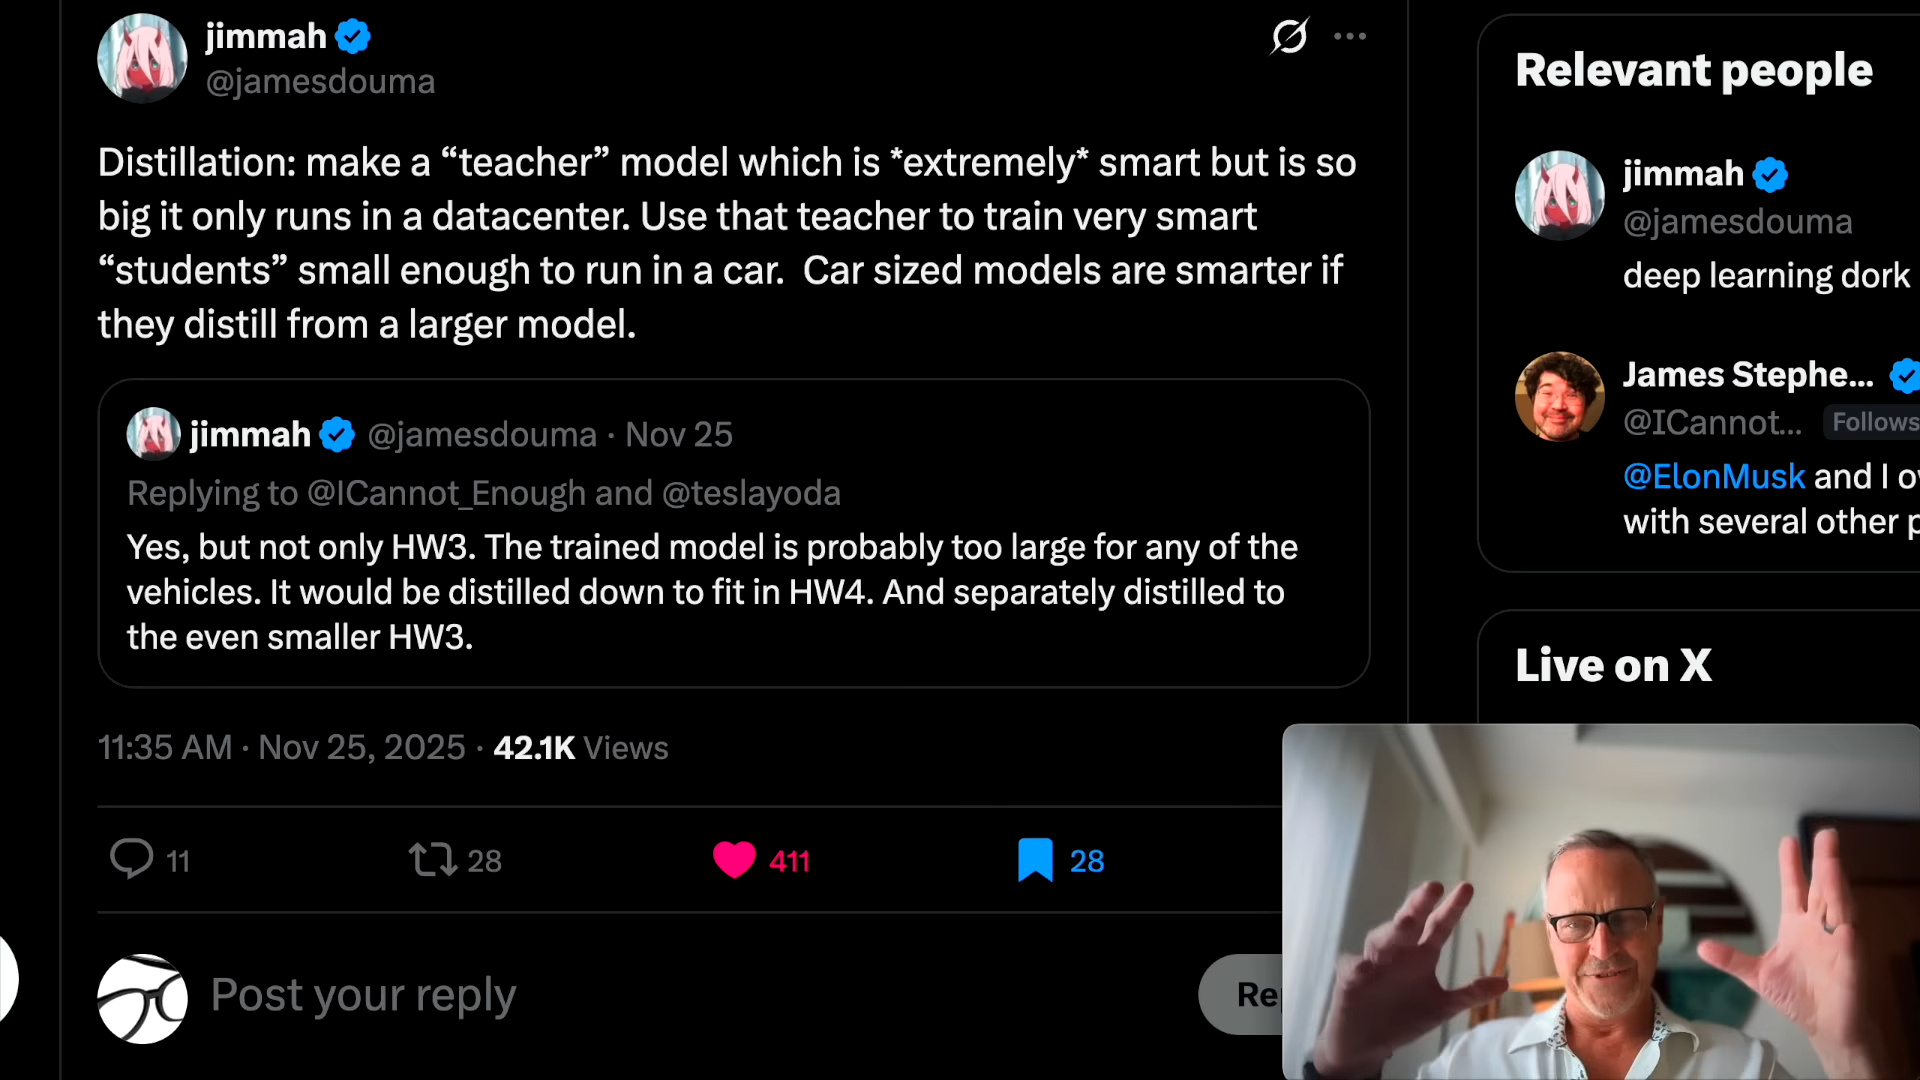 jimmah
@jamesdouma
Distillation: make a “teacher” model which is *extremely* smart but is so
big it only runs in a datacenter. Use that teacher to train very smart
“students” small enough to run in a car.  Car sized models are smarter if
they distill from a larger model.
jimmah @jamesdouma · Nov 25
Replying to @ICannot_Enough and @teslayoda
Yes, but not only HW3. The trained model is probably too large for any of the
vehicles. It would be distilled down to fit in HW4. And separately distilled to
the even smaller HW3.
11:35 AM · Nov 25, 2025 · 42.1K Views
11 28 411 28
Post your reply
Re
Relevant people
jimmah
@jamesdouma
deep learning dork
James Stephe...
@ICannot... Follows
@ElonMusk and I o
with several other p
Live on X